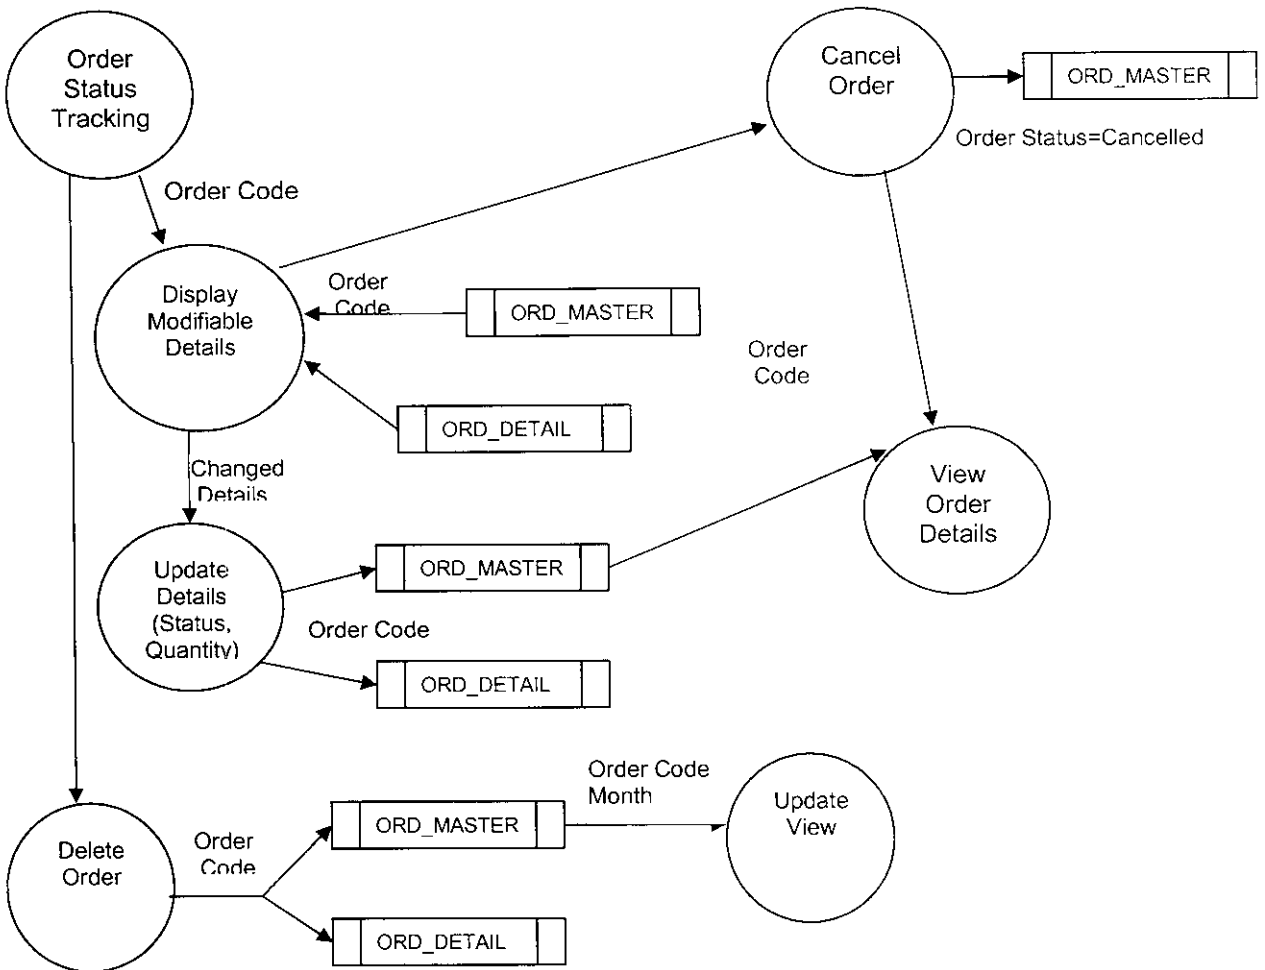 Order
Status
Tracking
Cancel
Order
ORD_MASTER
Order Status=Cancelled
Order Code
Display
Modifiable
Details
Order
Code
ORD_MASTER
Order
Code
ORD_DETAIL
Changed
Details
View
Order
Details
Update
Details
(Status,
Quantity)
ORD_MASTER
Order Code
ORD_DETAIL
Order Code
Month
Update
View
Delete
Order
Order
Code
ORD_MASTER
ORD_DETAIL